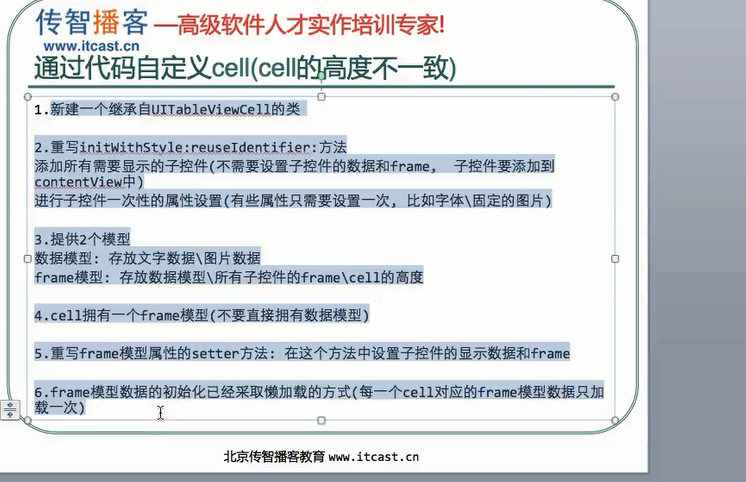 传智播客 —高级软件人才实作培训专家!
www.itcast.cn
通过代码自定义cell(cell的高度不一致)
1.新建一个继承自UITableViewCell的类
2.重写initWithStyle:reuseIdentifier:方法
添加所有需要显示的子控件(不需要设置子控件的数据和frame, 子控件要添加到
contentView中)
进行子控件一次性的属性设置(有些属性只需要设置一次, 比如字体\固定的图片)
3.提供2个模型
数据模型: 存放文字数据\图片数据
frame模型: 存放数据模型\所有子控件的frame\cell的高度
4.cell拥有一个frame模型(不要直接拥有数据模型)
5.重写frame模型属性的setter方法: 在这个方法中设置子控件的显示数据和frame
6.frame模型数据的初始化已经采取懒加载的方式(每一个cell对应的frame模型数据只加
载一次)
北京传智播客教育 www.itcast.cn